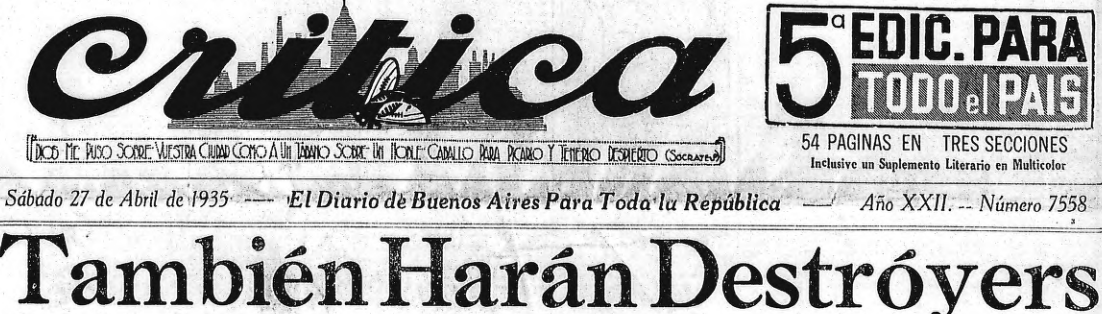 Critica
5ª EDIC. PARA
TODO el PAIS
54 PAGINAS EN TRES SECCIONES
Inclusive un Suplemento Literario en Multicolor
DIOS ME PUSO SOBRE VUESTRA CIUDAD COMO A UN TABANO SOBRE UN NOBLE CABALLO PARA PICARLO Y TENERLO DESPIERTO (SOCRATES)
Sábado 27 de Abril de 1935 — El Diario de Buenos Aires Para Toda la República — Año XXII. -- Número 7558
También Harán Destróyers